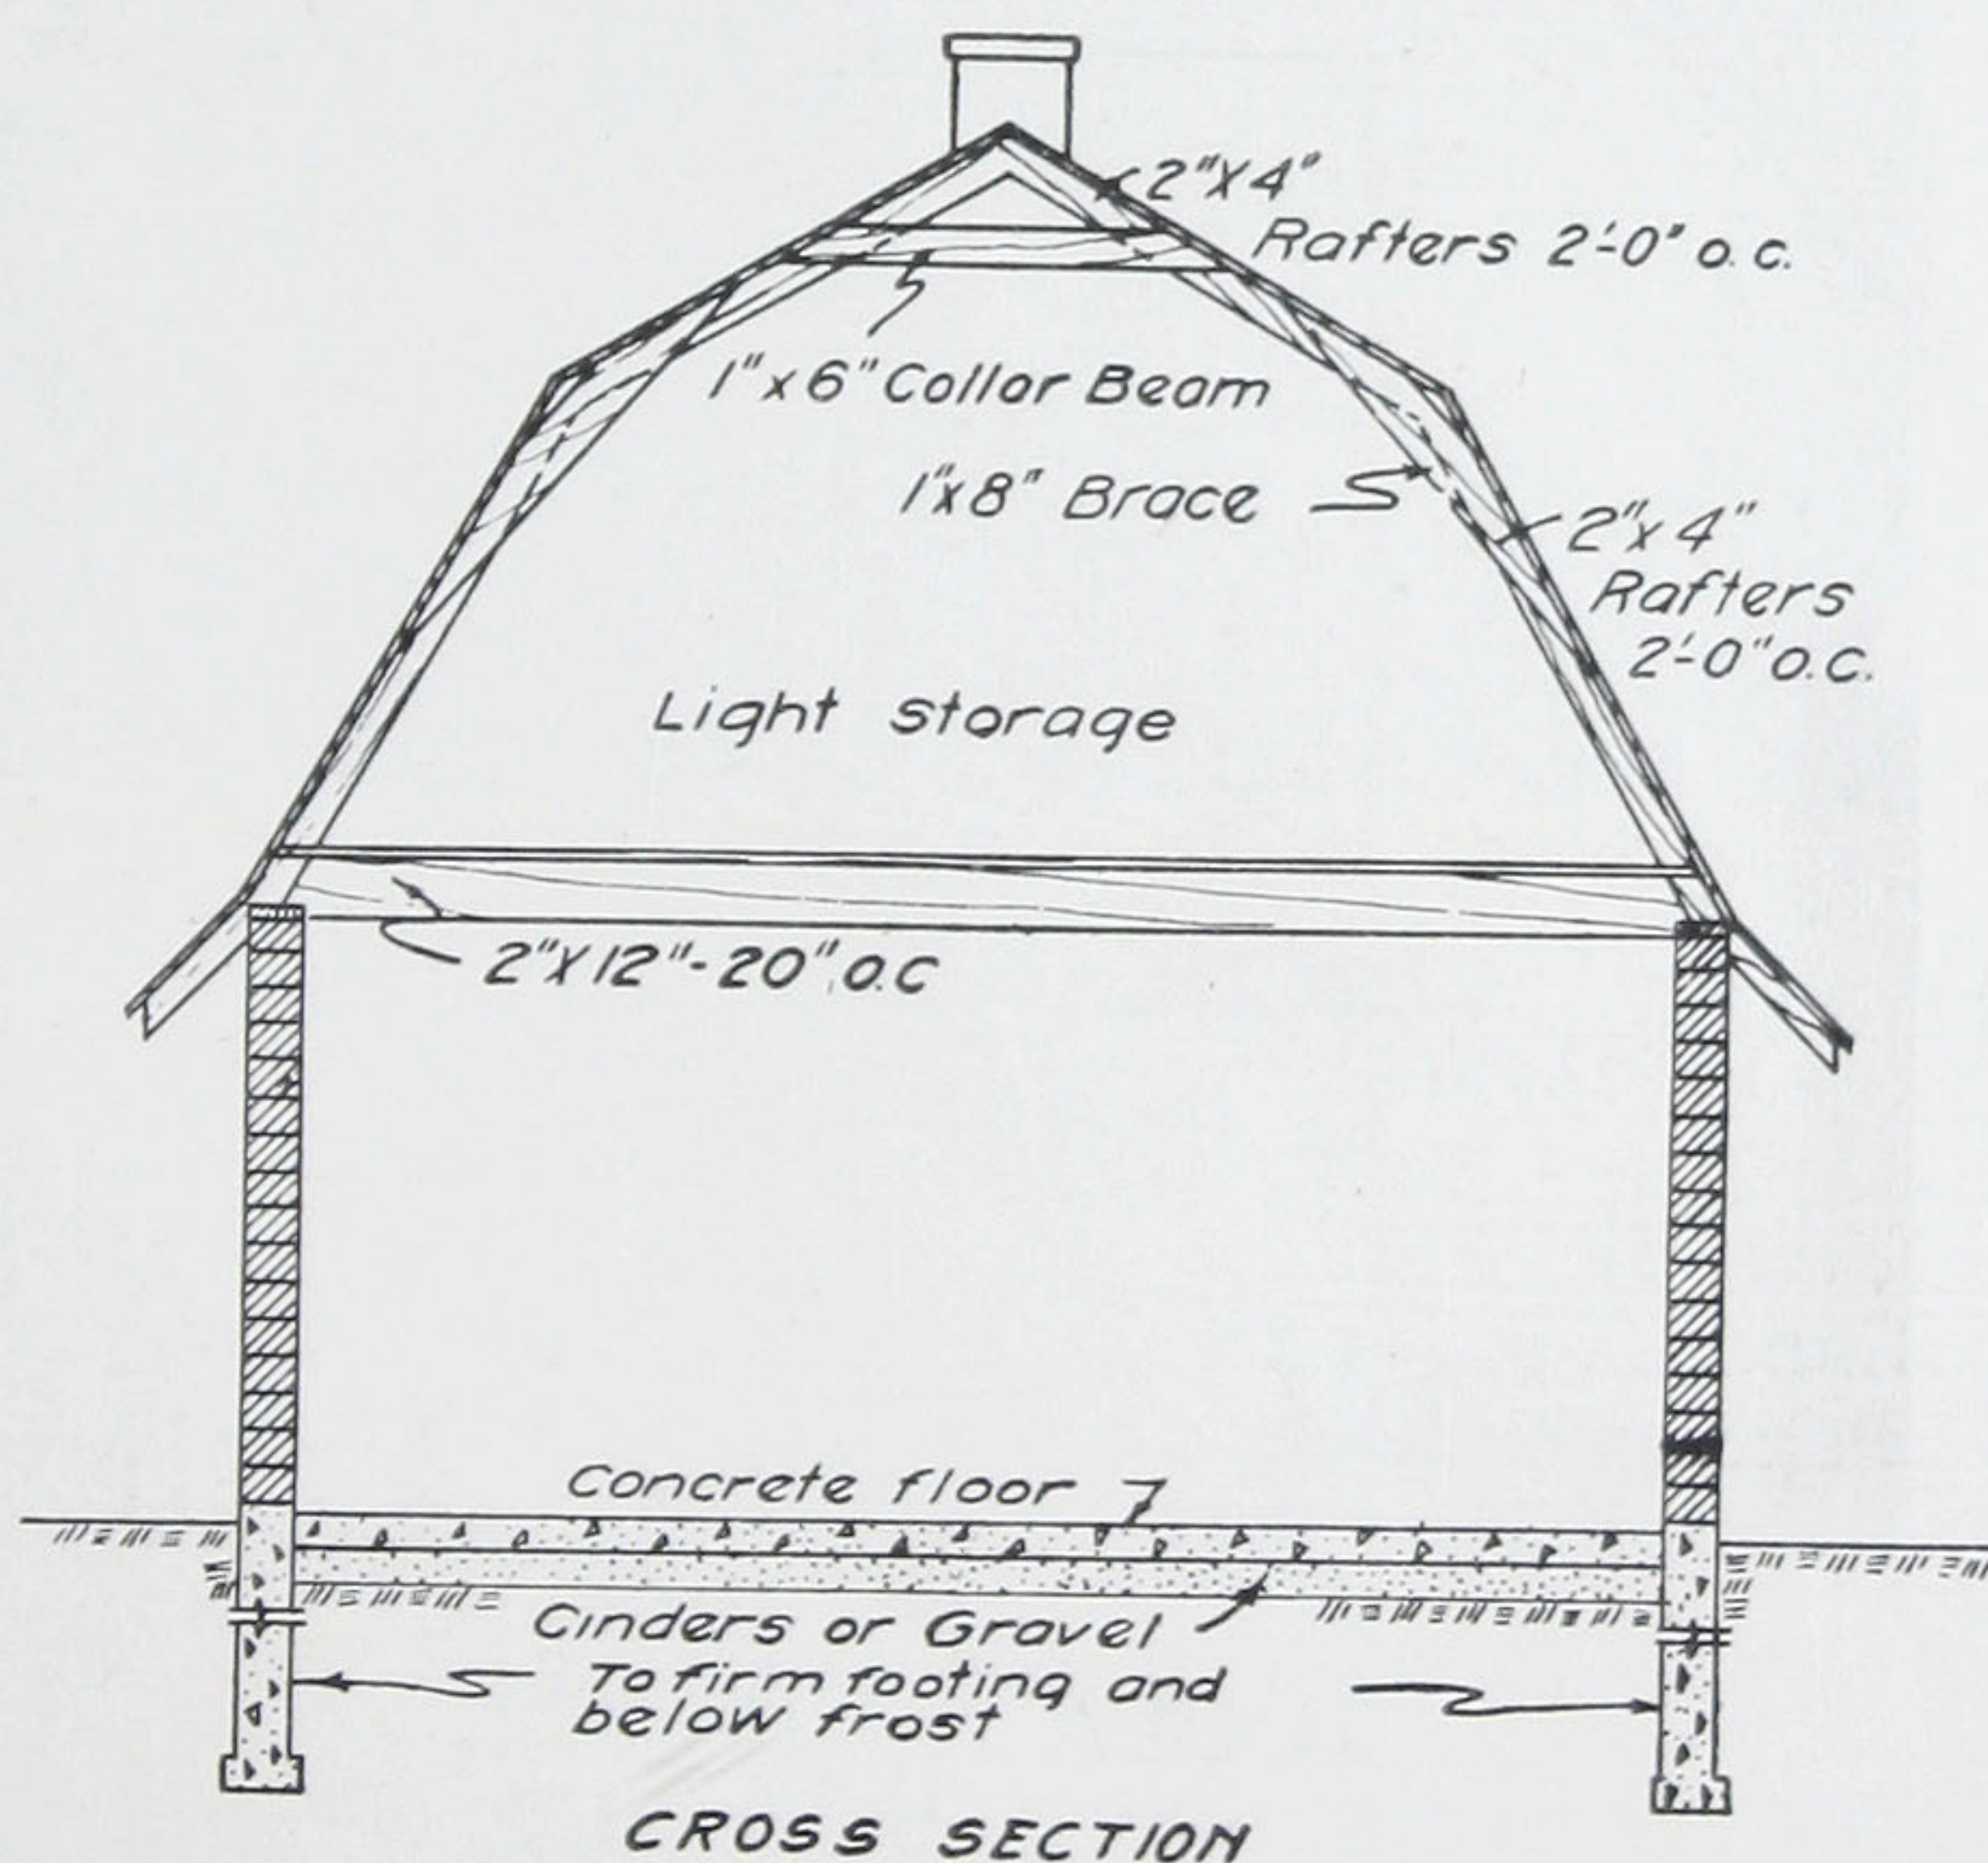 2"X4"
Rafters 2'-0" o.c.
1"x6" Collar Beam
1"x8" Brace
2"x4"
Rafters
2'-0" o.c.
Light storage
2"X12"-20" O.C
Concrete floor
Cinders or Gravel
To firm footing and
below frost
CROSS SECTION